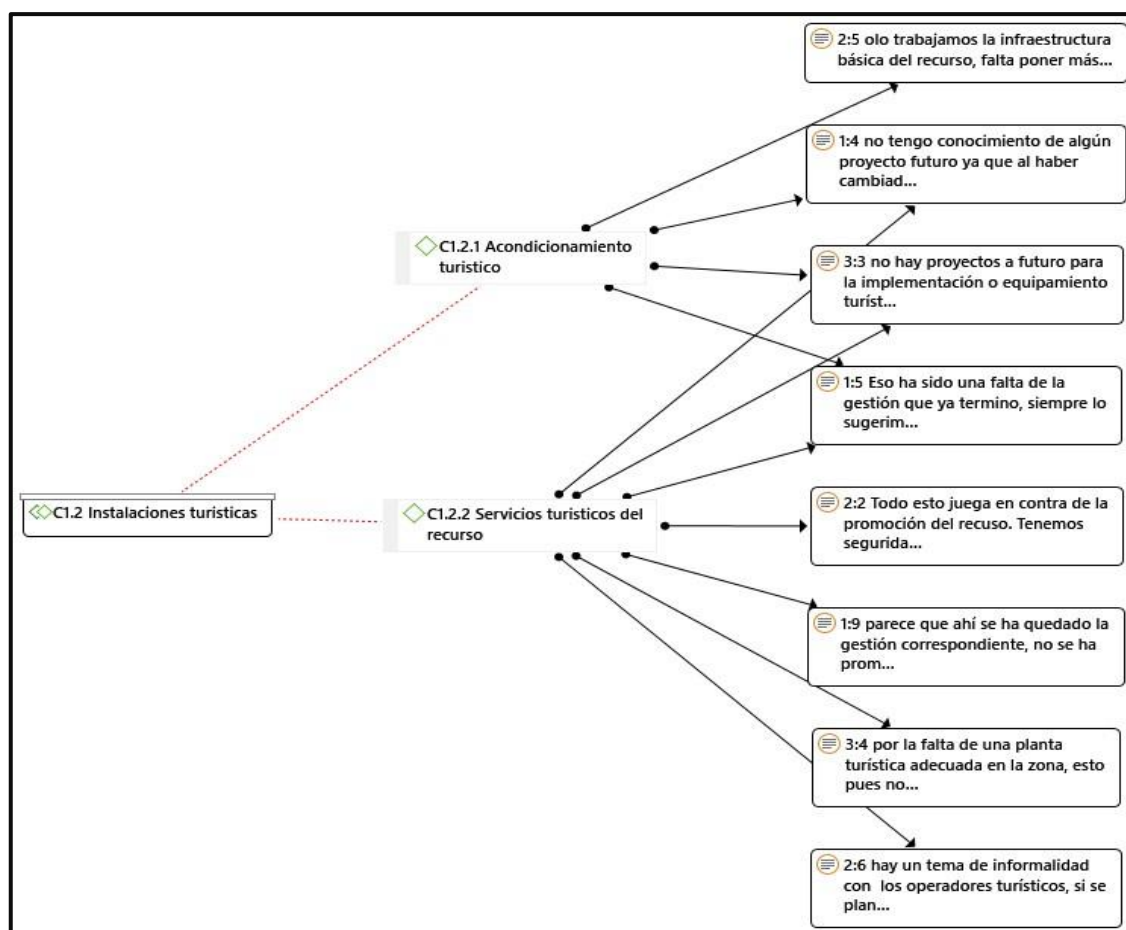 2:5 olo trabajamos la infraestructura
básica del recurso, falta poner más...
1:4 no tengo conocimiento de algún
proyecto futuro ya que al haber
cambiad...
C1.2.1 Acondicionamiento
turistico
3:3 no hay proyectos a futuro para
la implementación o equipamiento
turíst...
1:5 Eso ha sido una falta de la
gestión que ya termino, siempre lo
sugerim...
C1.2 Instalaciones turisticas
C1.2.2 Servicios turisticos del
recurso
2:2 Todo esto juega en contra de la
promoción del recuso. Tenemos
segurida...
1:9 parece que ahí se ha quedado la
gestión correspondiente, no se ha
prom...
3:4 por la falta de una planta
turística adecuada en la zona, esto
pues no...
2:6 hay un tema de informalidad
con los operadores turísticos, si se
plan...